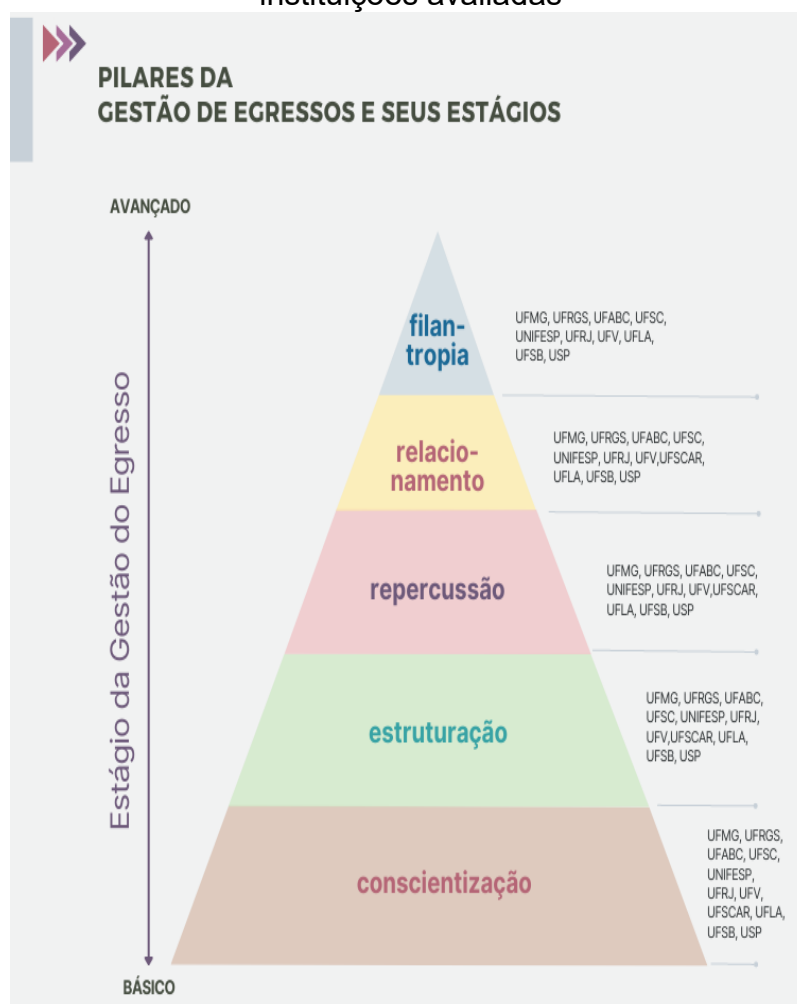 instituições avaliadas
PILARES DA
GESTÃO DE EGRESSOS E SEUS ESTÁGIOS
AVANÇADO
filan-
tropia
UFMG, UFRGS, UFABC, UFSC,
UNIFESP, UFRJ, UFV, UFLA,
UFSB, USP
relacio-
namento
UFMG, UFRGS, UFABC, UFSC,
UNIFESP, UFRJ, UFV,UFSCAR,
UFLA, UFSB, USP
repercussão
UFMG, UFRGS, UFABC, UFSC,
UNIFESP, UFRJ, UFV,UFSCAR,
UFLA, UFSB, USP
estruturação
UFMG, UFRGS, UFABC,
UFSC, UNIFESP, UFRJ,
UFV,UFSCAR, UFLA,
UFSB, USP
conscientização
UFMG, UFRGS,
UFABC, UFSC,
UNIFESP,
UFRJ, UFV,
UFSCAR, UFLA,
UFSB, USP
Estágio da Gestão do Egresso
BÁSICO